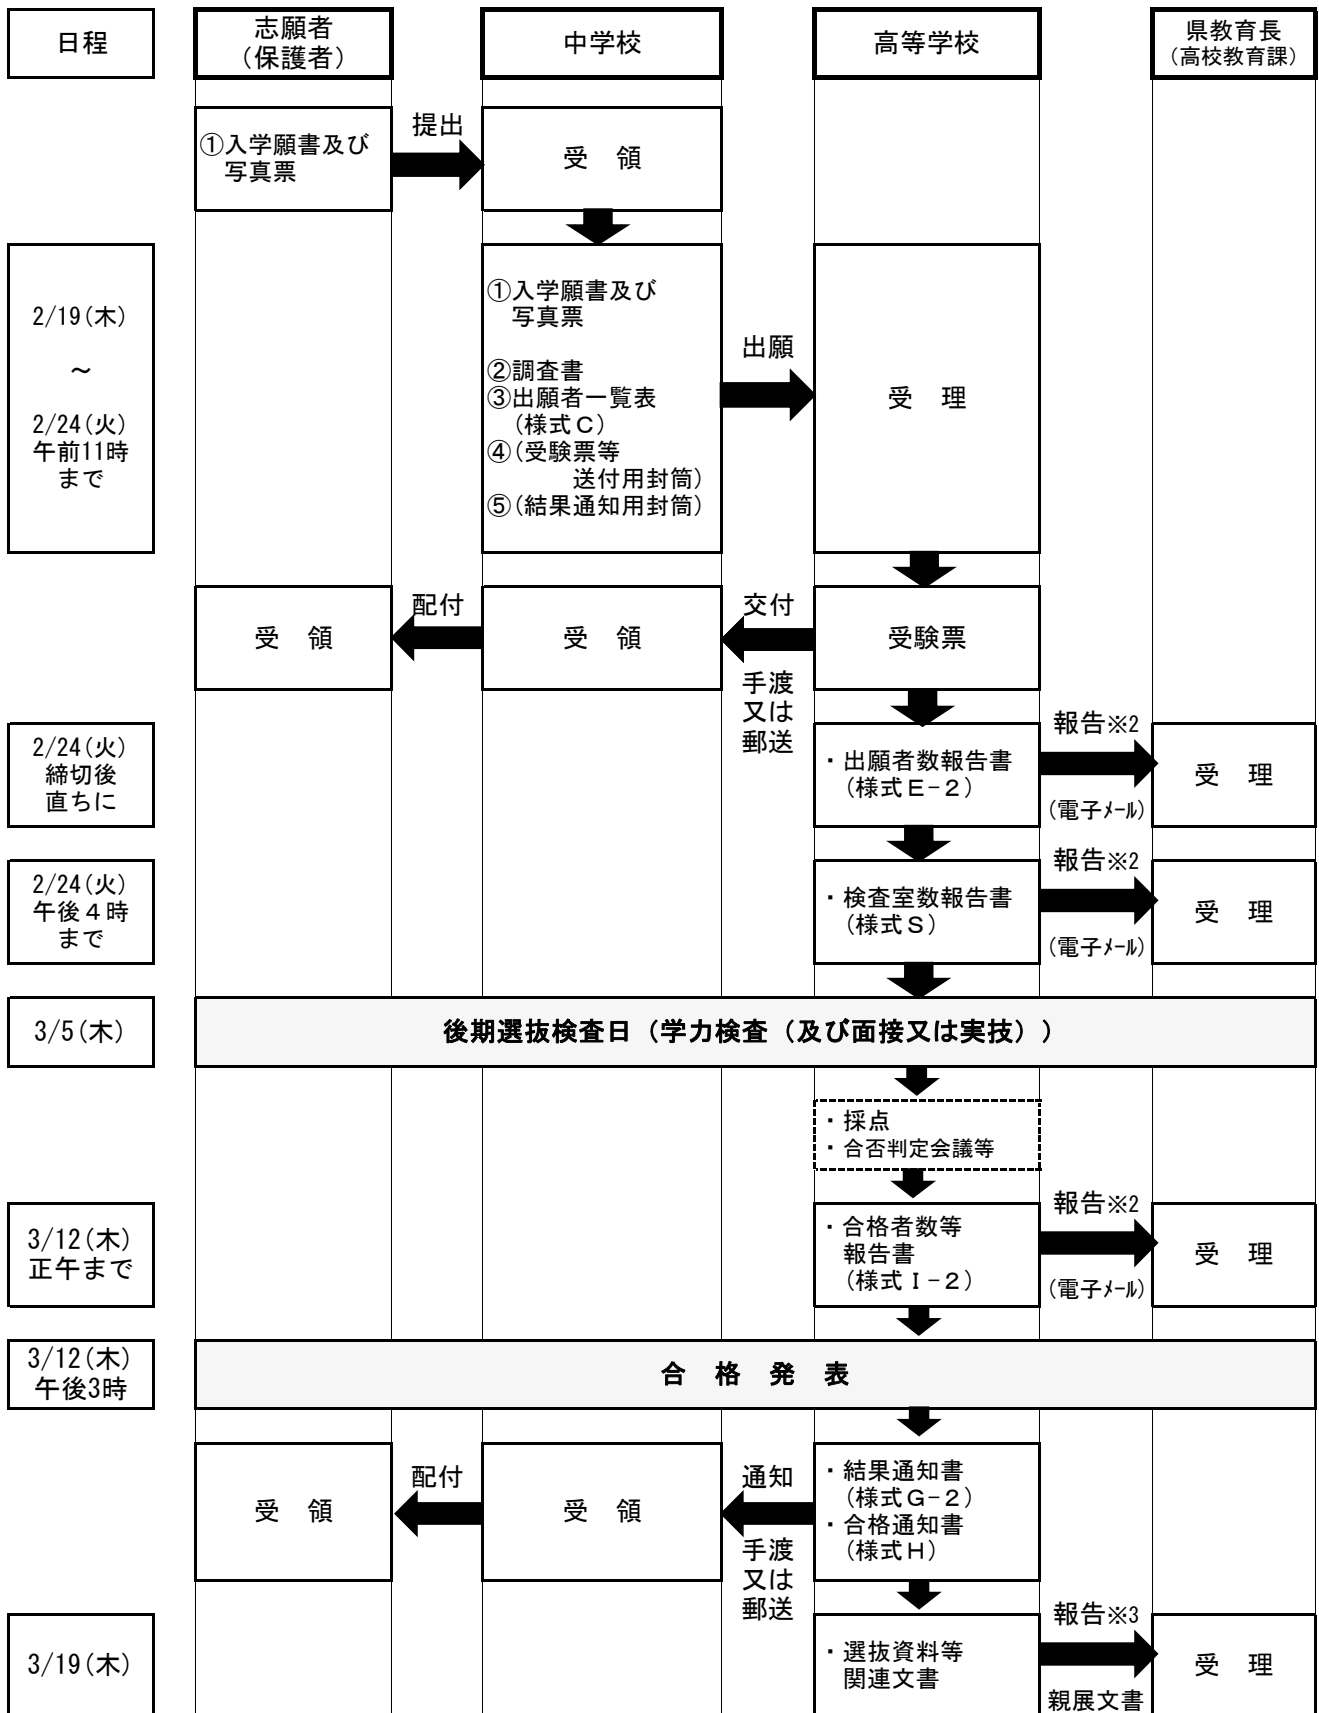 日程
志願者
（保護者）
中学校
高等学校
県教育長
（高校教育課）
①入学願書及び
写真票
提出
受　領
2/19(木)
～
2/24(火)
午前11時
まで
①入学願書及び
写真票
②調査書
③出願者一覧表
（様式Ｃ）
④(受験票等
送付用封筒)
⑤(結果通知用封筒)
出願
受　理
受　領
配付
受　領
交付
手渡
又は
郵送
受験票
2/24(火)
締切後
直ちに
・出願者数報告書
（様式Ｅ−２）
報告※2
(電子ﾒｰﾙ)
受　理
2/24(火)
午後４時
まで
・検査室数報告書
（様式Ｓ）
報告※2
(電子ﾒｰﾙ)
受　理
3/5(木)
後期選抜検査日（学力検査（及び面接又は実技））
・採点
・合否判定会議等
3/12(木)
正午まで
・合格者数等
報告書
（様式Ｉ−２）
報告※2
(電子ﾒｰﾙ)
受　理
3/12(木)
午後3時
合　格　発　表
受　領
配付
受　領
通知
手渡
又は
郵送
・結果通知書
（様式Ｇ−２）
・合格通知書
（様式Ｈ）
3/19(木)
・選抜資料等
関連文書
報告※3
親展文書
受　理